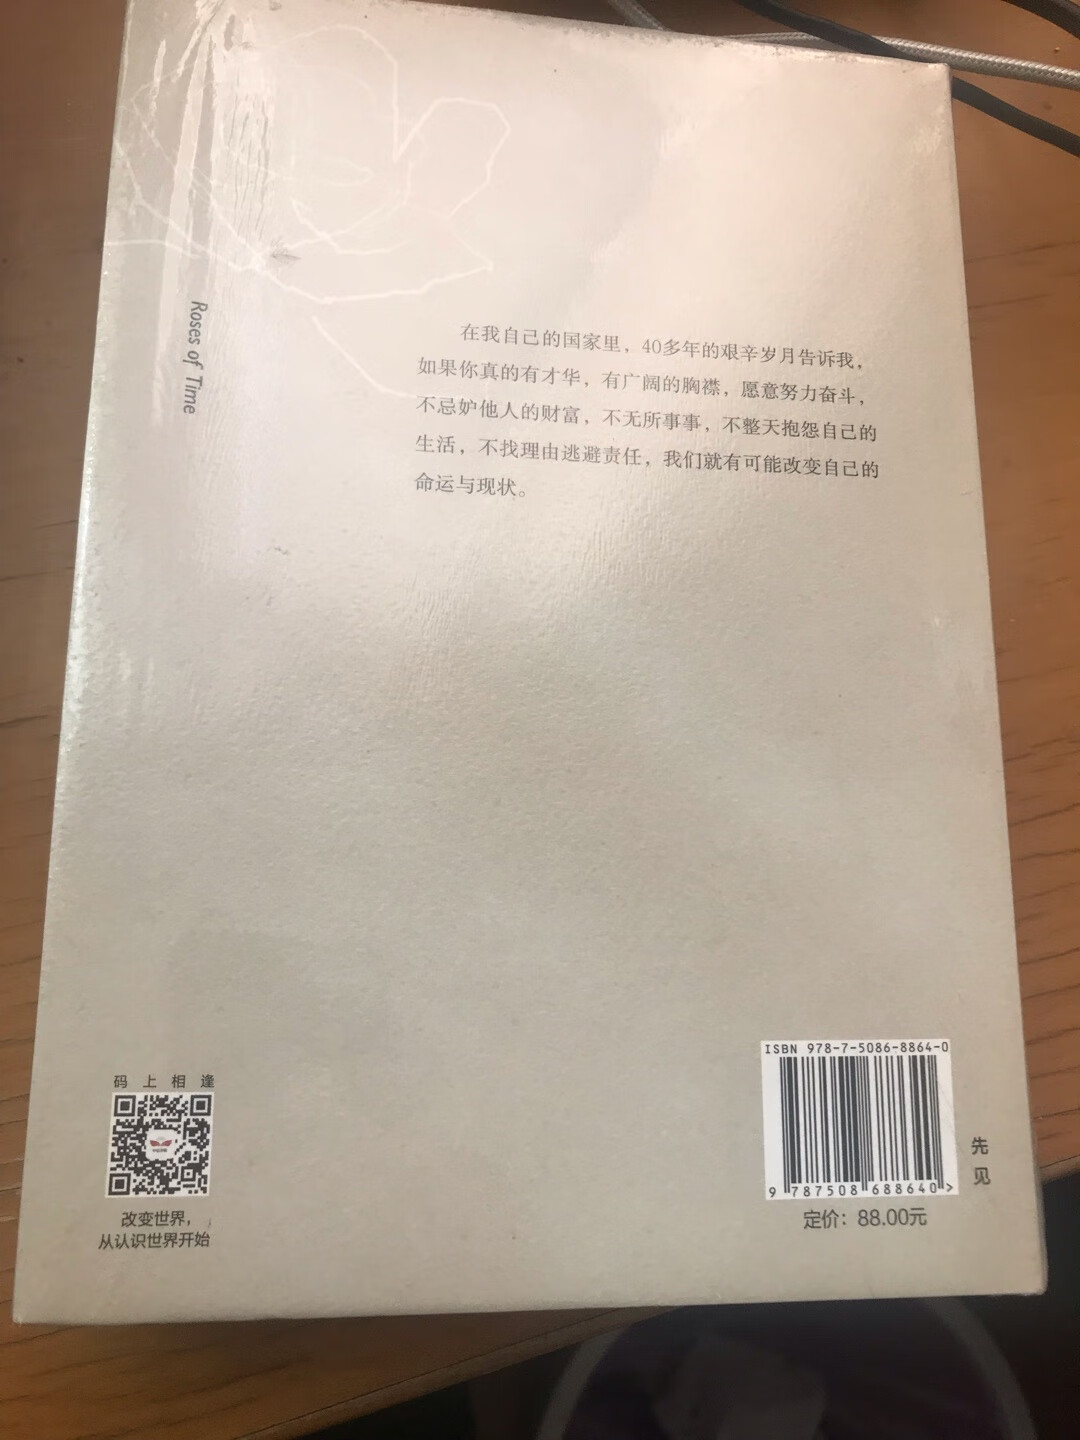 Roses of Time
在我自己的国家里，40多年的艰辛岁月告诉我，
如果你真的有才华，有广阔的胸襟，愿意努力奋斗，
不忌妒他人的财富，不无所事事，不整天抱怨自己的
生活，不找理由逃避责任，我们就有可能改变自己的
命运与现状。
码上相逢
改变世界，
从认识世界开始
ISBN 978-7-5086-8864-0
9 787508 688640 >
定价：88.00元
先见